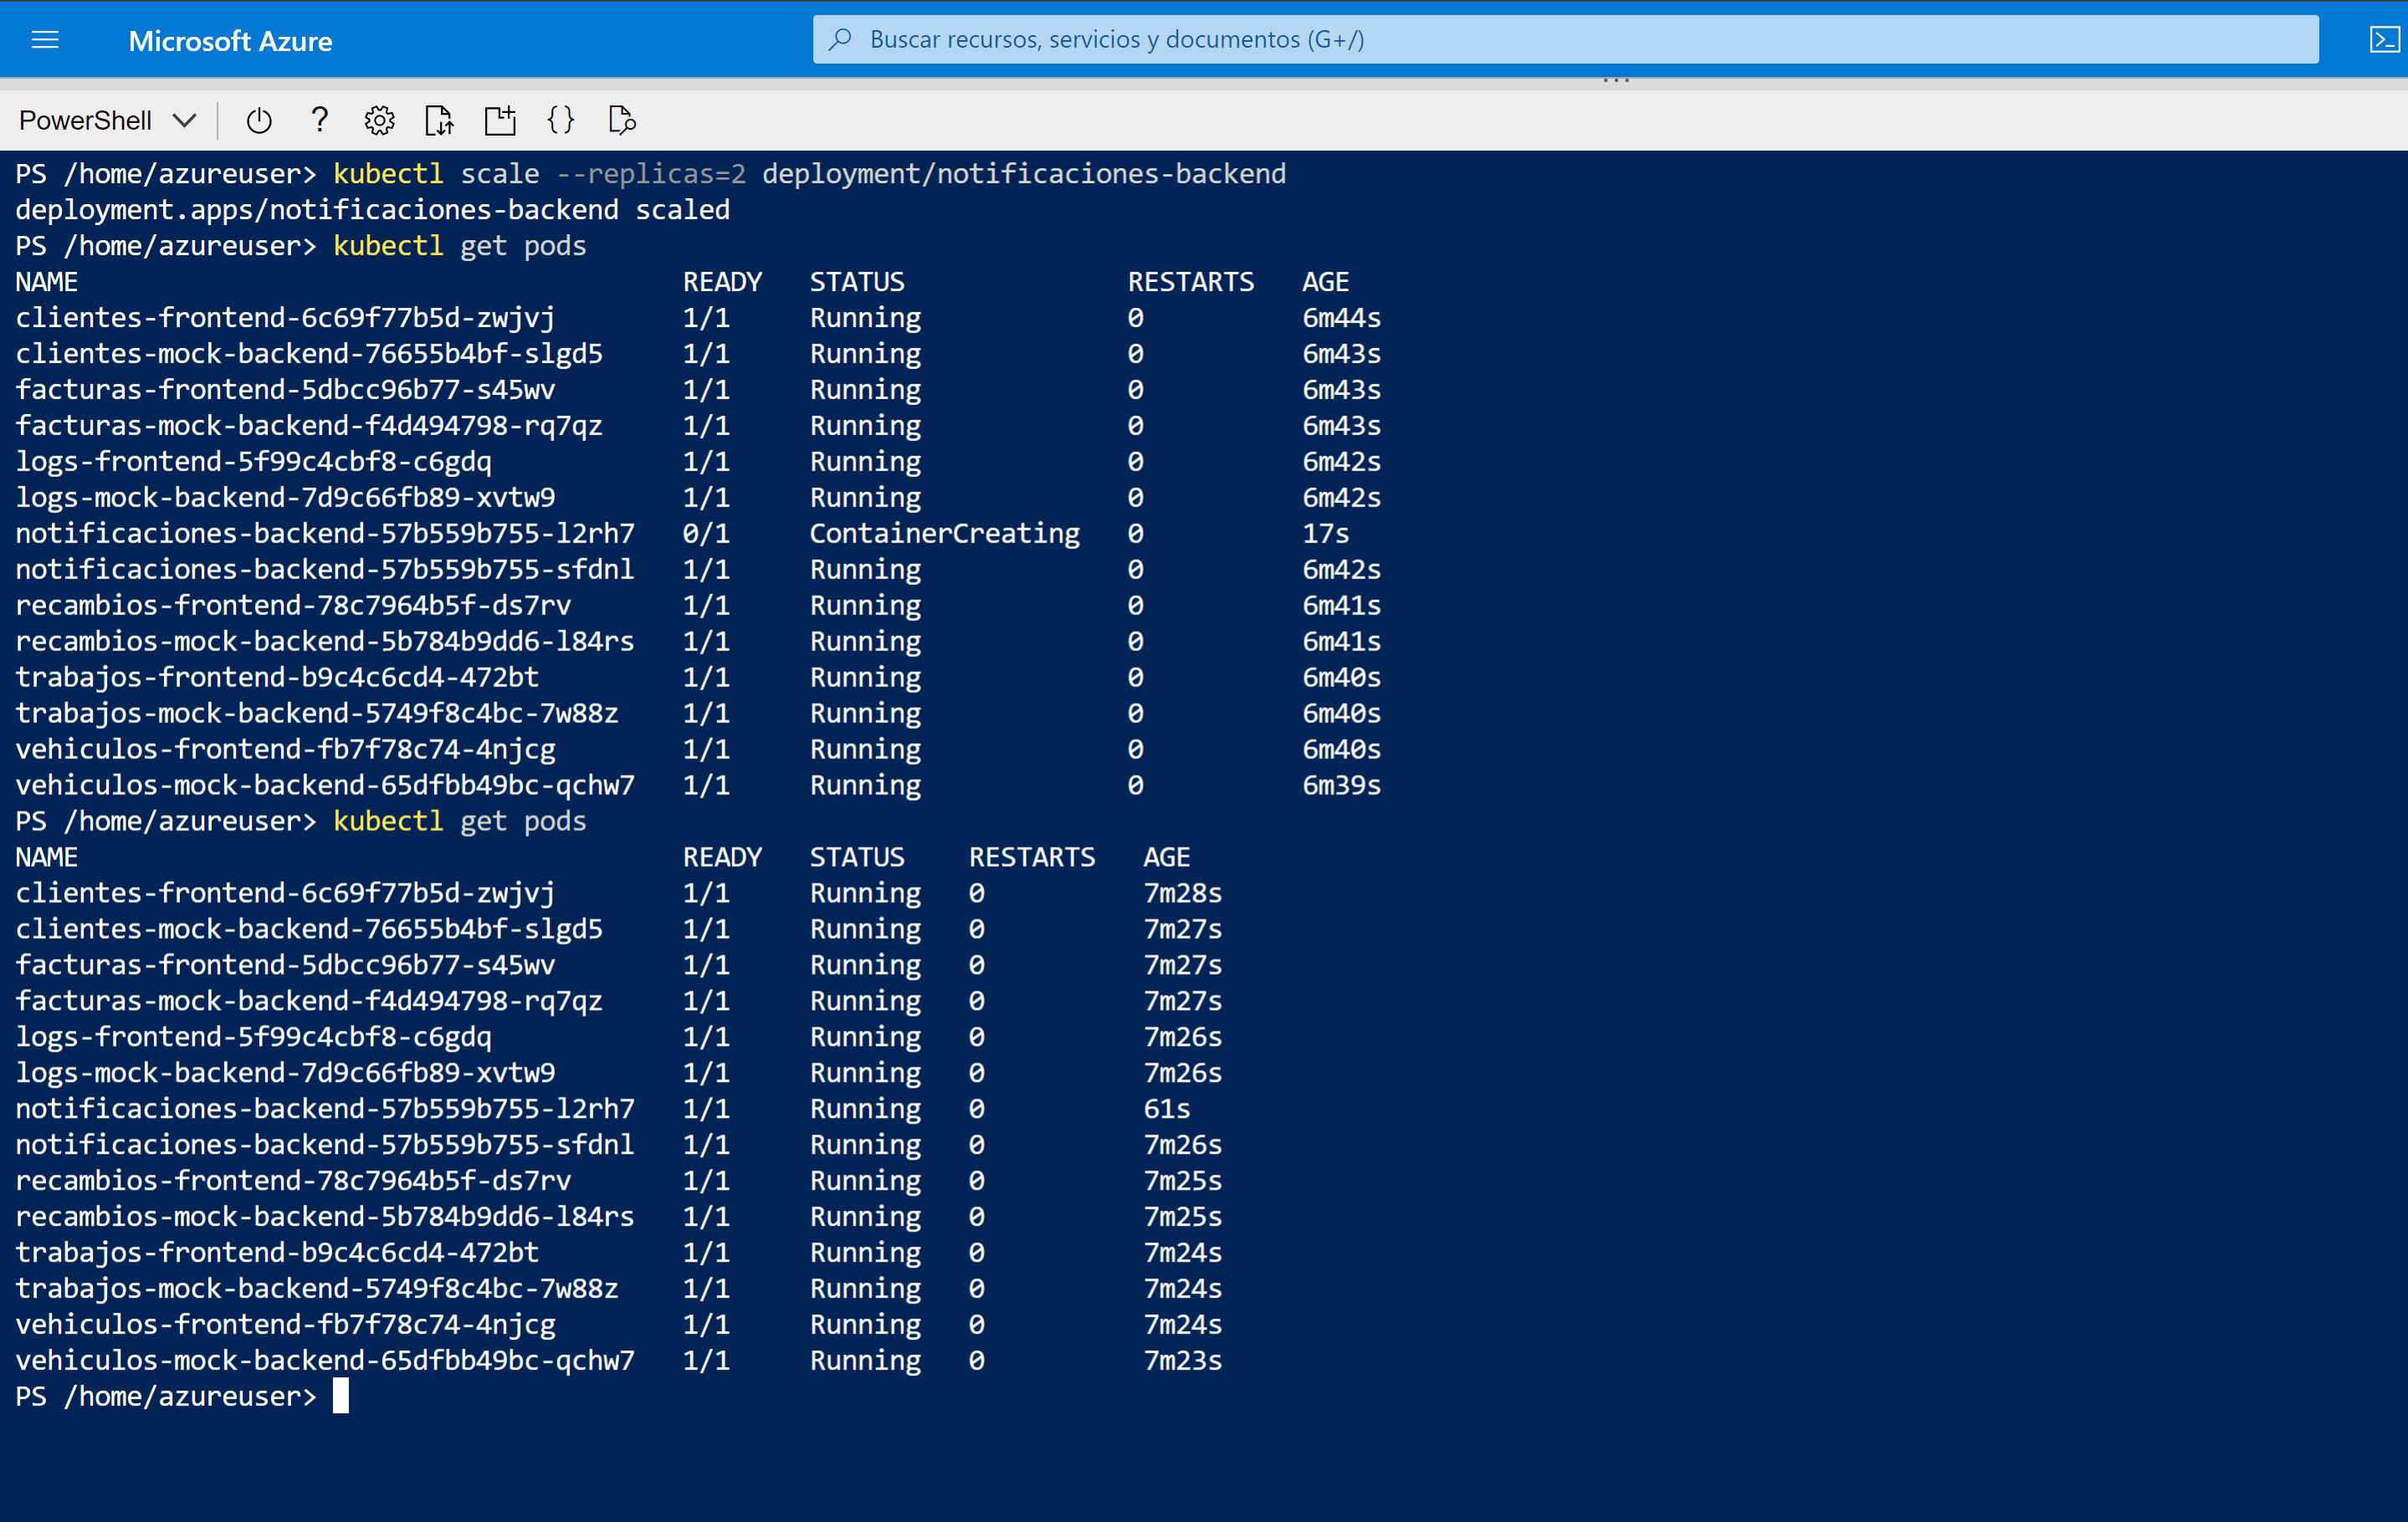 Microsoft Azure
Buscar recursos, servicios y documentos (G+/)
PowerShell
PS /home/azureuser> kubectl scale --replicas=2 deployment/notificaciones-backend
deployment.apps/notificaciones-backend scaled
PS /home/azureuser> kubectl get pods
NAME READY STATUS RESTARTS AGE
clientes-frontend-6c69f77b5d-zwjvj 1/1 Running 0 6m44s
clientes-mock-backend-76655b4bf-slgd5 1/1 Running 0 6m43s
facturas-frontend-5dbcc96b77-s45wv 1/1 Running 0 6m43s
facturas-mock-backend-f4d494798-rq7qz 1/1 Running 0 6m43s
logs-frontend-5f99c4cbf8-c6gdq 1/1 Running 0 6m42s
logs-mock-backend-7d9c66fb89-xvtw9 1/1 Running 0 6m42s
notificaciones-backend-57b559b755-l2rh7 0/1 ContainerCreating 0 17s
notificaciones-backend-57b559b755-sfdnl 1/1 Running 0 6m42s
recambios-frontend-78c7964b5f-ds7rv 1/1 Running 0 6m41s
recambios-mock-backend-5b784b9dd6-l84rs 1/1 Running 0 6m41s
trabajos-frontend-b9c4c6cd4-472bt 1/1 Running 0 6m40s
trabajos-mock-backend-5749f8c4bc-7w88z 1/1 Running 0 6m40s
vehiculos-frontend-fb7f78c74-4njcg 1/1 Running 0 6m40s
vehiculos-mock-backend-65dfbb49bc-qchw7 1/1 Running 0 6m39s
PS /home/azureuser> kubectl get pods
NAME READY STATUS RESTARTS AGE
clientes-frontend-6c69f77b5d-zwjvj 1/1 Running 0 7m28s
clientes-mock-backend-76655b4bf-slgd5 1/1 Running 0 7m27s
facturas-frontend-5dbcc96b77-s45wv 1/1 Running 0 7m27s
facturas-mock-backend-f4d494798-rq7qz 1/1 Running 0 7m27s
logs-frontend-5f99c4cbf8-c6gdq 1/1 Running 0 7m26s
logs-mock-backend-7d9c66fb89-xvtw9 1/1 Running 0 7m26s
notificaciones-backend-57b559b755-l2rh7 1/1 Running 0 61s
notificaciones-backend-57b559b755-sfdnl 1/1 Running 0 7m26s
recambios-frontend-78c7964b5f-ds7rv 1/1 Running 0 7m25s
recambios-mock-backend-5b784b9dd6-l84rs 1/1 Running 0 7m25s
trabajos-frontend-b9c4c6cd4-472bt 1/1 Running 0 7m24s
trabajos-mock-backend-5749f8c4bc-7w88z 1/1 Running 0 7m24s
vehiculos-frontend-fb7f78c74-4njcg 1/1 Running 0 7m24s
vehiculos-mock-backend-65dfbb49bc-qchw7 1/1 Running 0 7m23s
PS /home/azureuser>